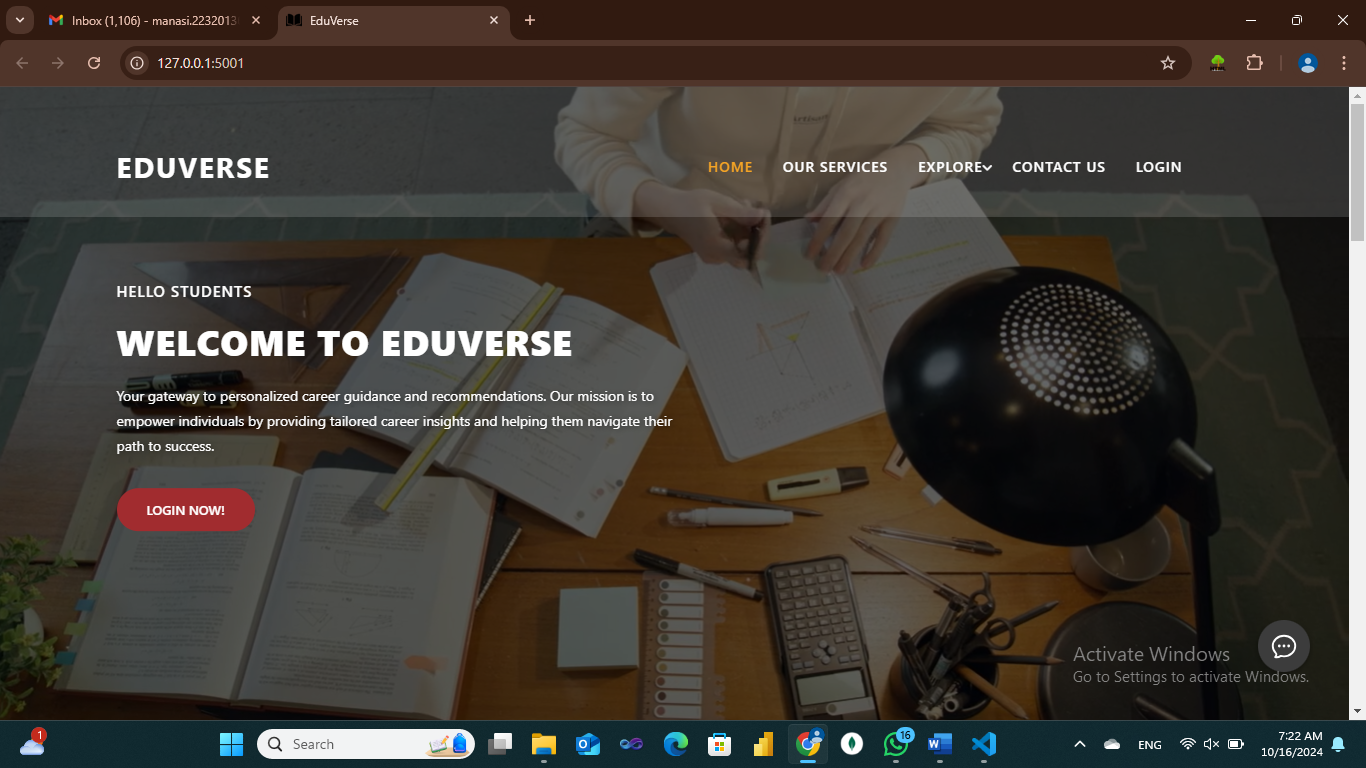 Inbox (1,106) - manasi.2232013
EduVerse
127.0.0.1:5001
EDUVERSE
HOME
OUR SERVICES
EXPLORE
CONTACT US
LOGIN
HELLO STUDENTS
WELCOME TO EDUVERSE
Your gateway to personalized career guidance and recommendations. Our mission is to
empower individuals by providing tailored career insights and helping them navigate their
path to success.
LOGIN NOW!
Activate Windows
Go to Settings to activate Windows.
1
Search
16
ENG
7:22 AM
10/16/2024